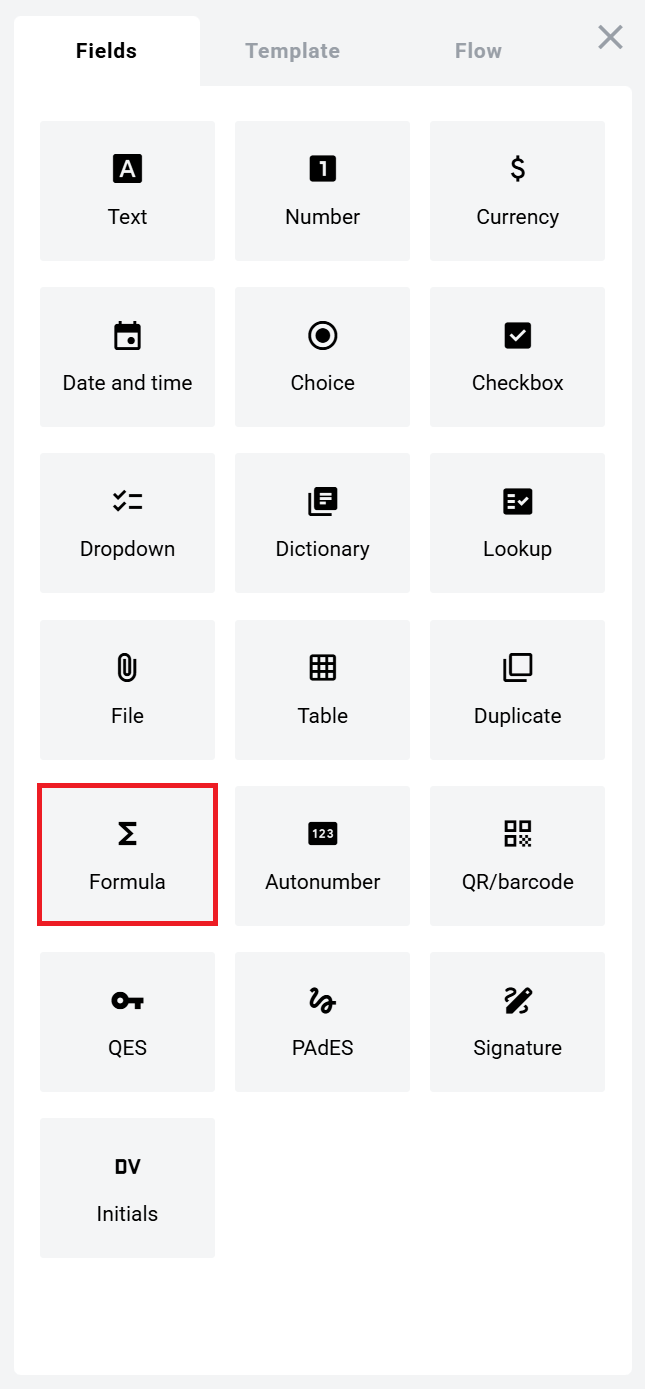 Fields Template Flow
A 1 $
Text Number Currency
Date and time Choice Checkbox
Dropdown Dictionary Lookup
File Table Duplicate
Σ 123
Formula Autonumber QR/barcode
QES PAdES Signature
DV
Initials